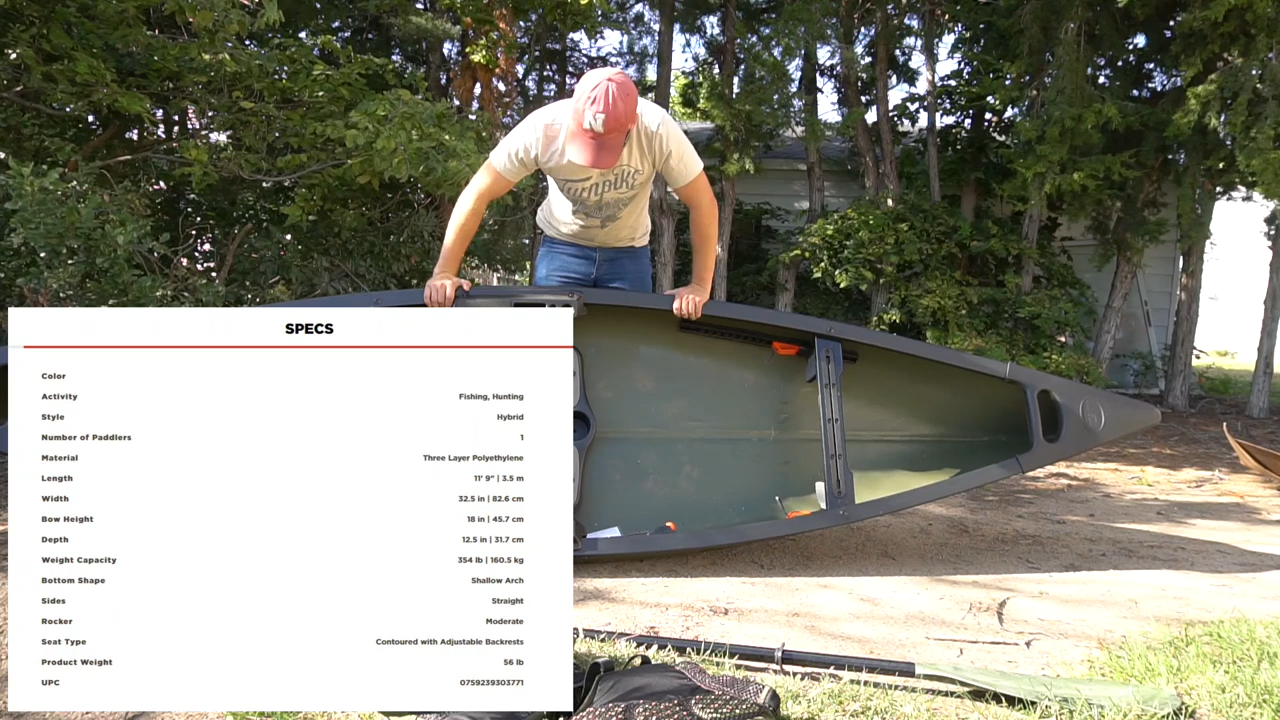 Turnpike
SPECS
Color
Activity Fishing, Hunting
Style Hybrid
Number of Paddlers 1
Material Three Layer Polyethylene
Length 11' 9" | 3.5 m
Width 32.5 in | 82.6 cm
Bow Height 18 in | 45.7 cm
Depth 12.5 in | 31.7 cm
Weight Capacity 354 lb | 160.5 kg
Bottom Shape Shallow Arch
Sides Straight
Rocker Moderate
Seat Type Contoured with Adjustable Backrests
Product Weight 56 lb
UPC 0759239303771